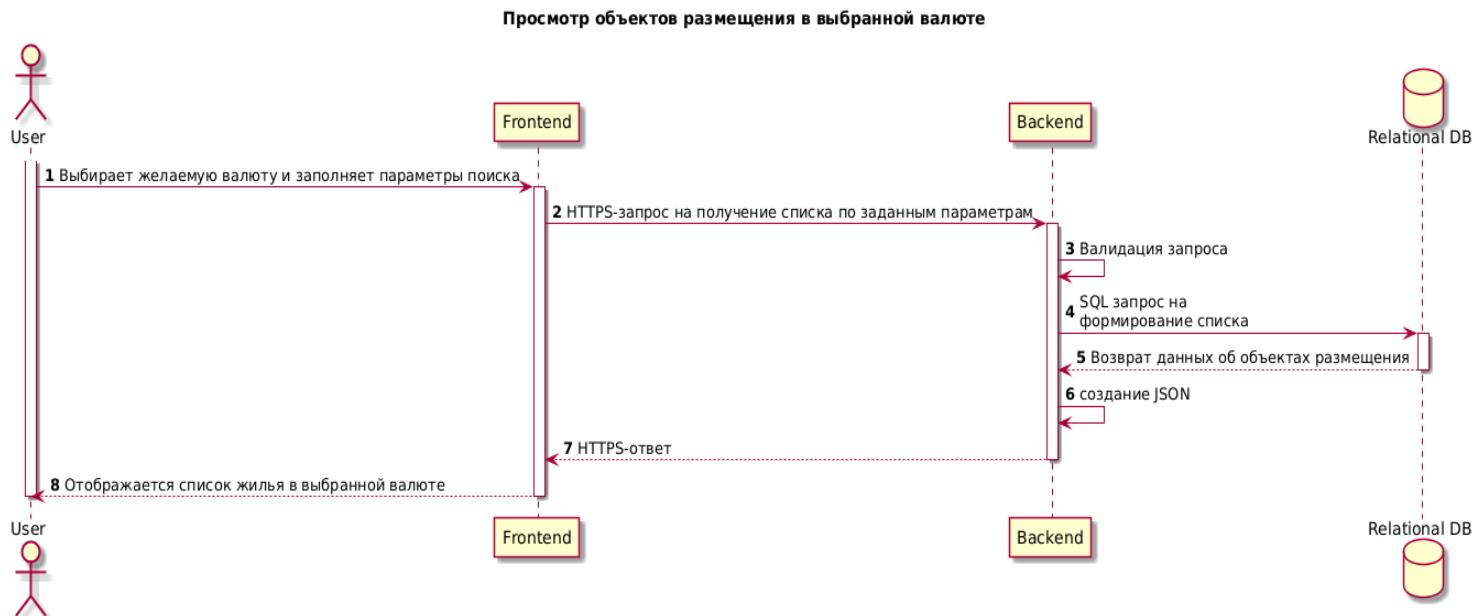 Просмотр объектов размещения в выбранной валюте
User
Frontend
Backend
Relational DB
1 Выбирает желаемую валюту и заполняет параметры поиска
2 HTTPS-запрос на получение списка по заданным параметрам
3 Валидация запроса
4 SQL запрос на
формирование списка
5 Возврат данных об объектах размещения
6 создание JSON
7 HTTPS-ответ
8 Отображается список жилья в выбранной валюте
User
Frontend
Backend
Relational DB